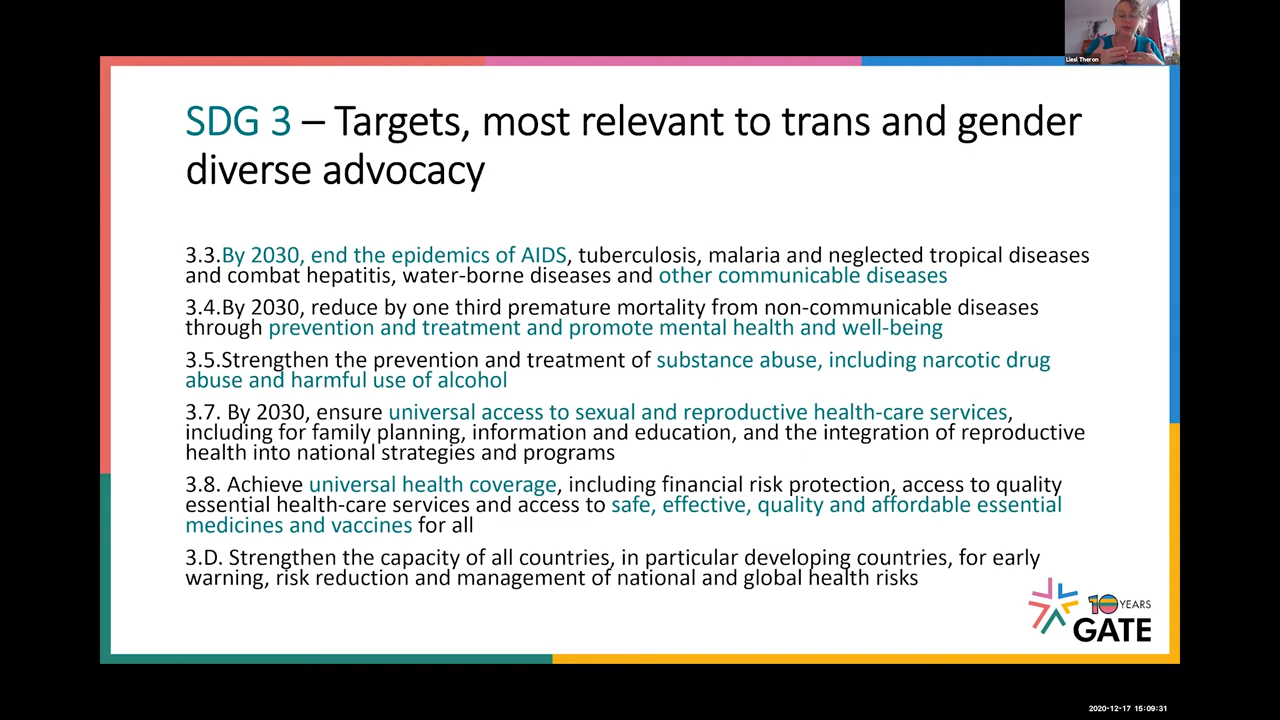 Liesl Theron
SDG 3 – Targets, most relevant to trans and gender
diverse advocacy
3.3.By 2030, end the epidemics of AIDS, tuberculosis, malaria and neglected tropical diseases
and combat hepatitis, water-borne diseases and other communicable diseases
3.4.By 2030, reduce by one third premature mortality from non-communicable diseases
through prevention and treatment and promote mental health and well-being
3.5.Strengthen the prevention and treatment of substance abuse, including narcotic drug
abuse and harmful use of alcohol
3.7. By 2030, ensure universal access to sexual and reproductive health-care services,
including for family planning, information and education, and the integration of reproductive
health into national strategies and programs
3.8. Achieve universal health coverage, including financial risk protection, access to quality
essential health-care services and access to safe, effective, quality and affordable essential
medicines and vaccines for all
3.D. Strengthen the capacity of all countries, in particular developing countries, for early
warning, risk reduction and management of national and global health risks
10 YEARS
GATE
2020-12-17 15:09:31